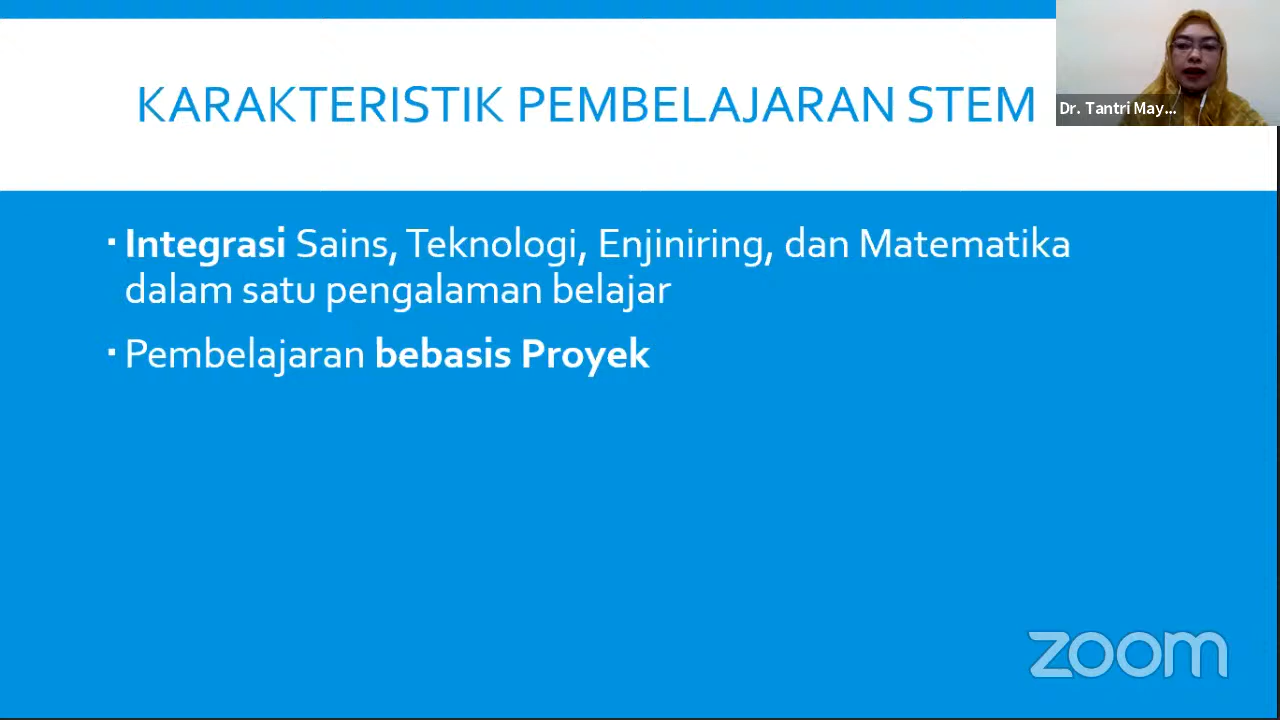 KARAKTERISTIK PEMBELAJARAN STEM
Dr. Tantri May...
▪ Integrasi Sains, Teknologi, Enjiniring, dan Matematika
dalam satu pengalaman belajar
▪ Pembelajaran bebasis Proyek
zoom